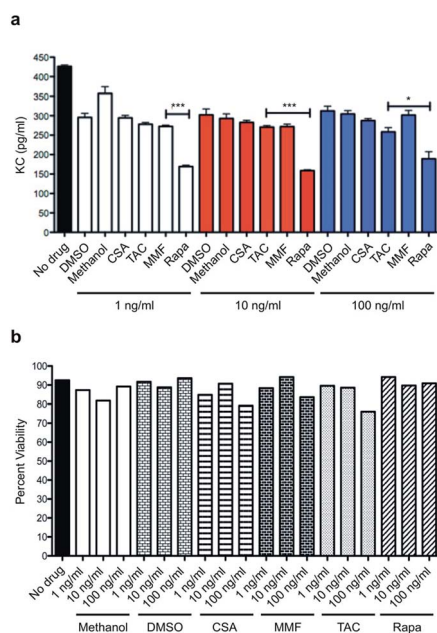 a
KC (pg/ml)
450
400
350
300
250
200
150
100
50
0
***
***
*
No drug
DMSO
Methanol
CSA
TAC
MMF
Rapa
DMSO
Methanol
CSA
TAC
MMF
Rapa
DMSO
Methanol
CSA
TAC
MMF
Rapa
1 ng/ml
10 ng/ml
100 ng/ml
b
Percent Viability
100
90
80
70
60
50
40
30
20
10
0
No drug
1 ng/ml
10 ng/ml
100 ng/ml
1 ng/ml
10 ng/ml
100 ng/ml
1 ng/ml
10 ng/ml
100 ng/ml
1 ng/ml
10 ng/ml
100 ng/ml
1 ng/ml
10 ng/ml
100 ng/ml
1 ng/ml
10 ng/ml
100 ng/ml
Methanol
DMSO
CSA
MMF
TAC
Rapa